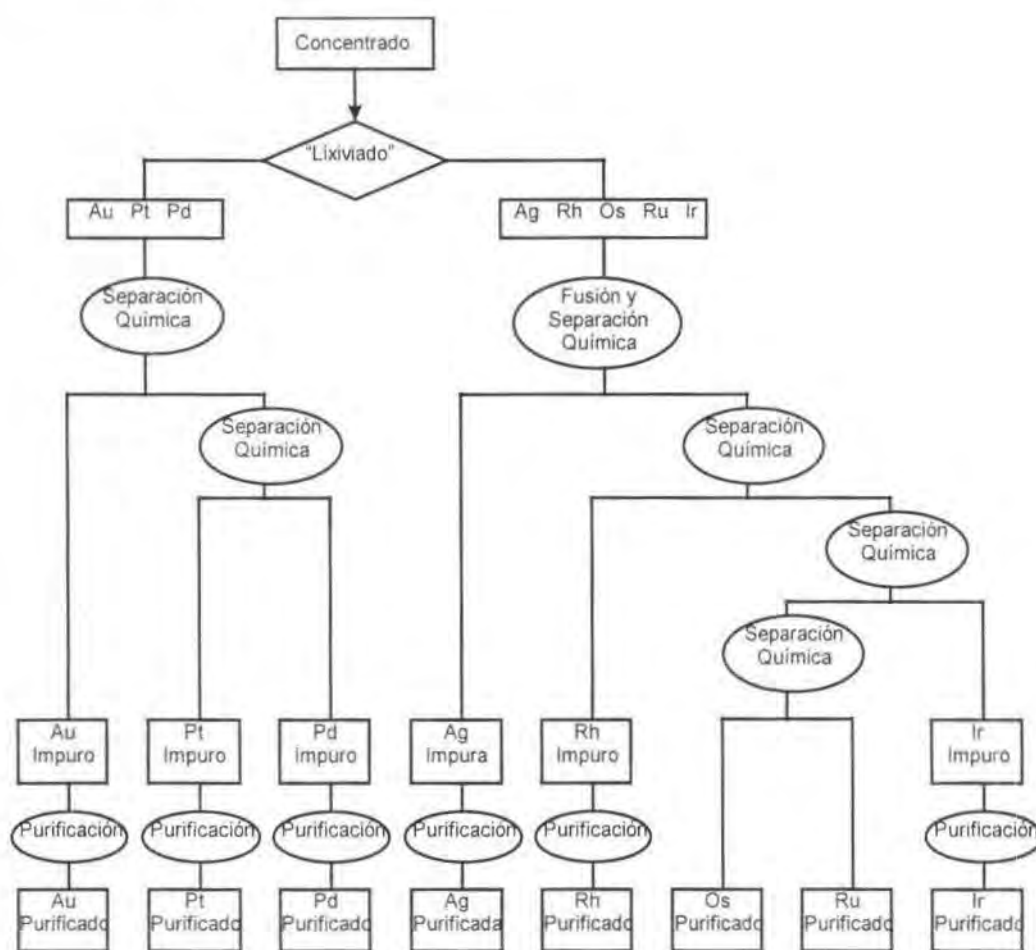 Concentrado
"Lixiviado"
Au Pt Pd
Ag Rh Os Ru Ir
Separación
Química
Fusión y
Separación
Química
Separación
Química
Separación
Química
Separación
Química
Separación
Química
Au
Impuro
Pt
Impuro
Pd
Impuro
Ag
Impura
Rh
Impuro
Ir
Impuro
Purificación
Purificación
Purificación
Purificación
Purificación
Purificación
Au
Purificado
Pt
Purificado
Pd
Purificado
Ag
Purificada
Rh
Purificado
Os
Purificado
Ru
Purificado
Ir
Purificado